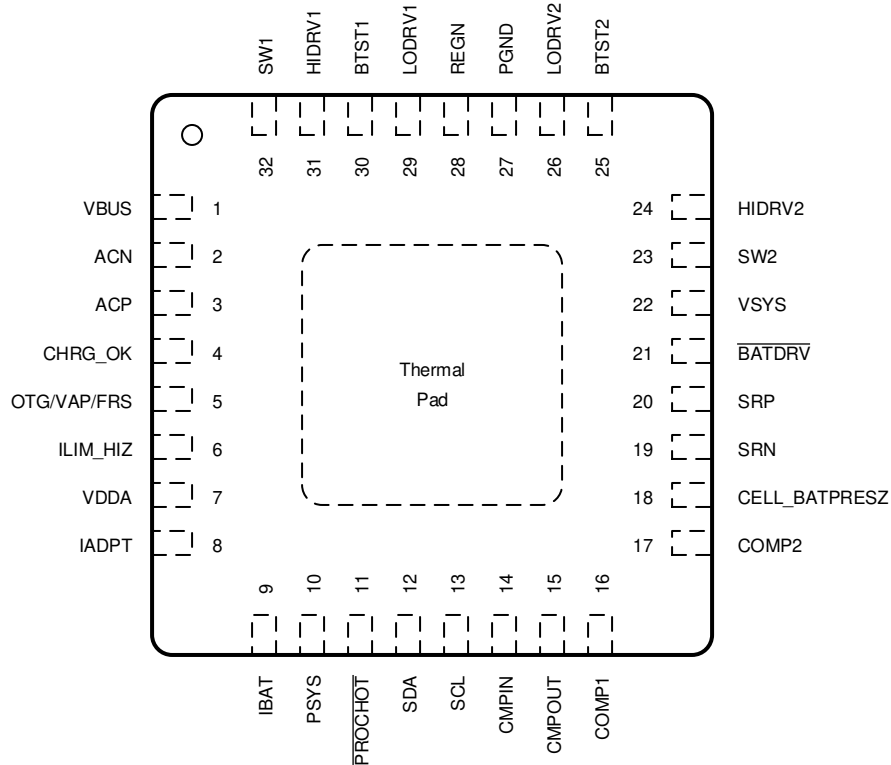 SW1
HIDRV1
BTST1
LODRV1
REGN
PGND
LODRV2
BTST2
32
31
30
29
28
27
26
25
VBUS 1
ACN 2
ACP 3
CHRG_OK 4
OTG/VAP/FRS 5
ILIM_HIZ 6
VDDA 7
IADPT 8
24 HIDRV2
23 SW2
22 VSYS
21 BATDRV
20 SRP
19 SRN
18 CELL_BATPRESZ
17 COMP2
Thermal
Pad
9
10
11
12
13
14
15
16
IBAT
PSYS
PROCHOT
SDA
SCL
CMPIN
CMPOUT
COMP1